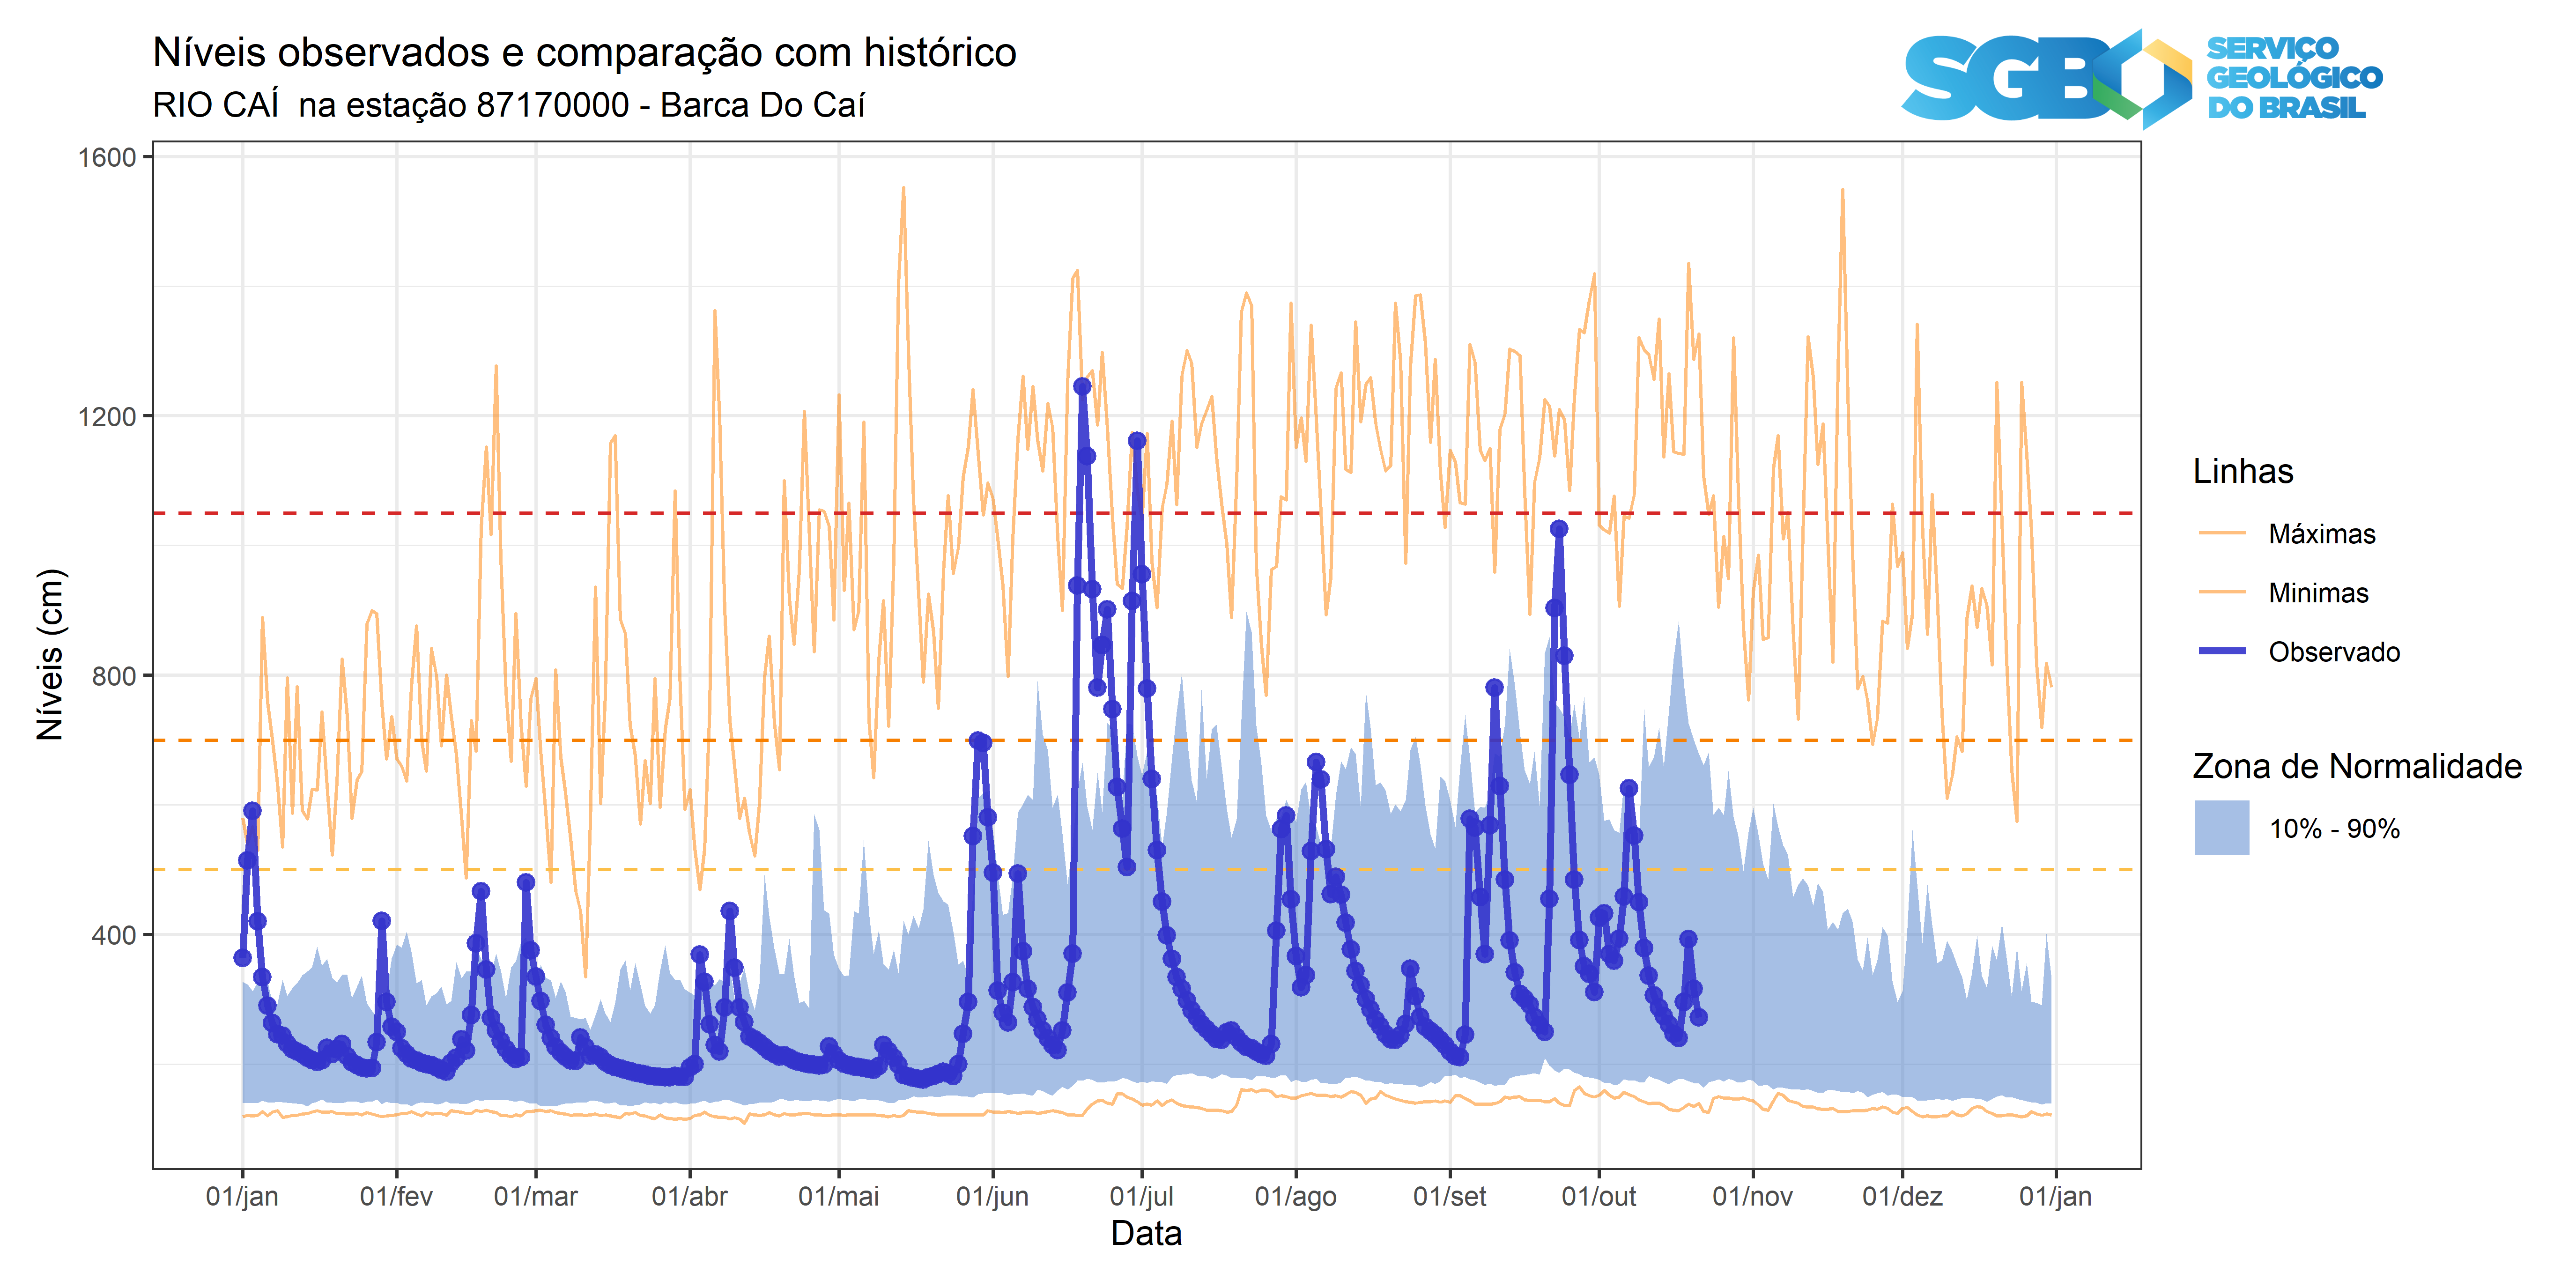 Níveis observados e comparação com histórico
RIO CAÍ  na estação 87170000 - Barca Do Caí
SGB
SERVIÇO
GEOLÓGICO
DO BRASIL
Níveis (cm)
1600
1200
800
400
01/jan
01/fev
01/mar
01/abr
01/mai
01/jun
01/jul
01/ago
01/set
01/out
01/nov
01/dez
01/jan
Data
Linhas
Máximas
Minimas
Observado
Zona de Normalidade
10% - 90%